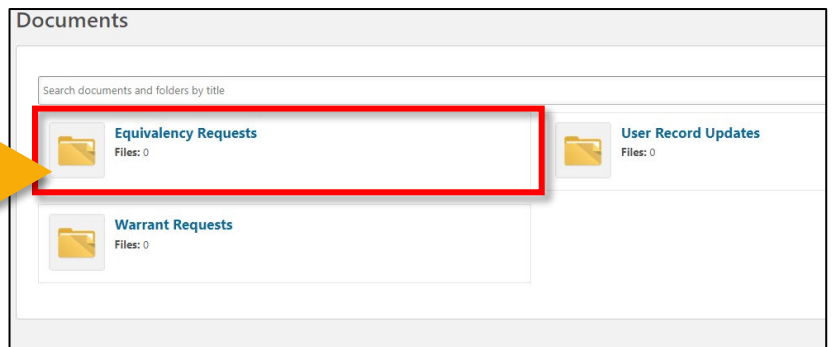 Documents
Search documents and folders by title
Equivalency Requests
Files: 0
User Record Updates
Files: 0
Warrant Requests
Files: 0